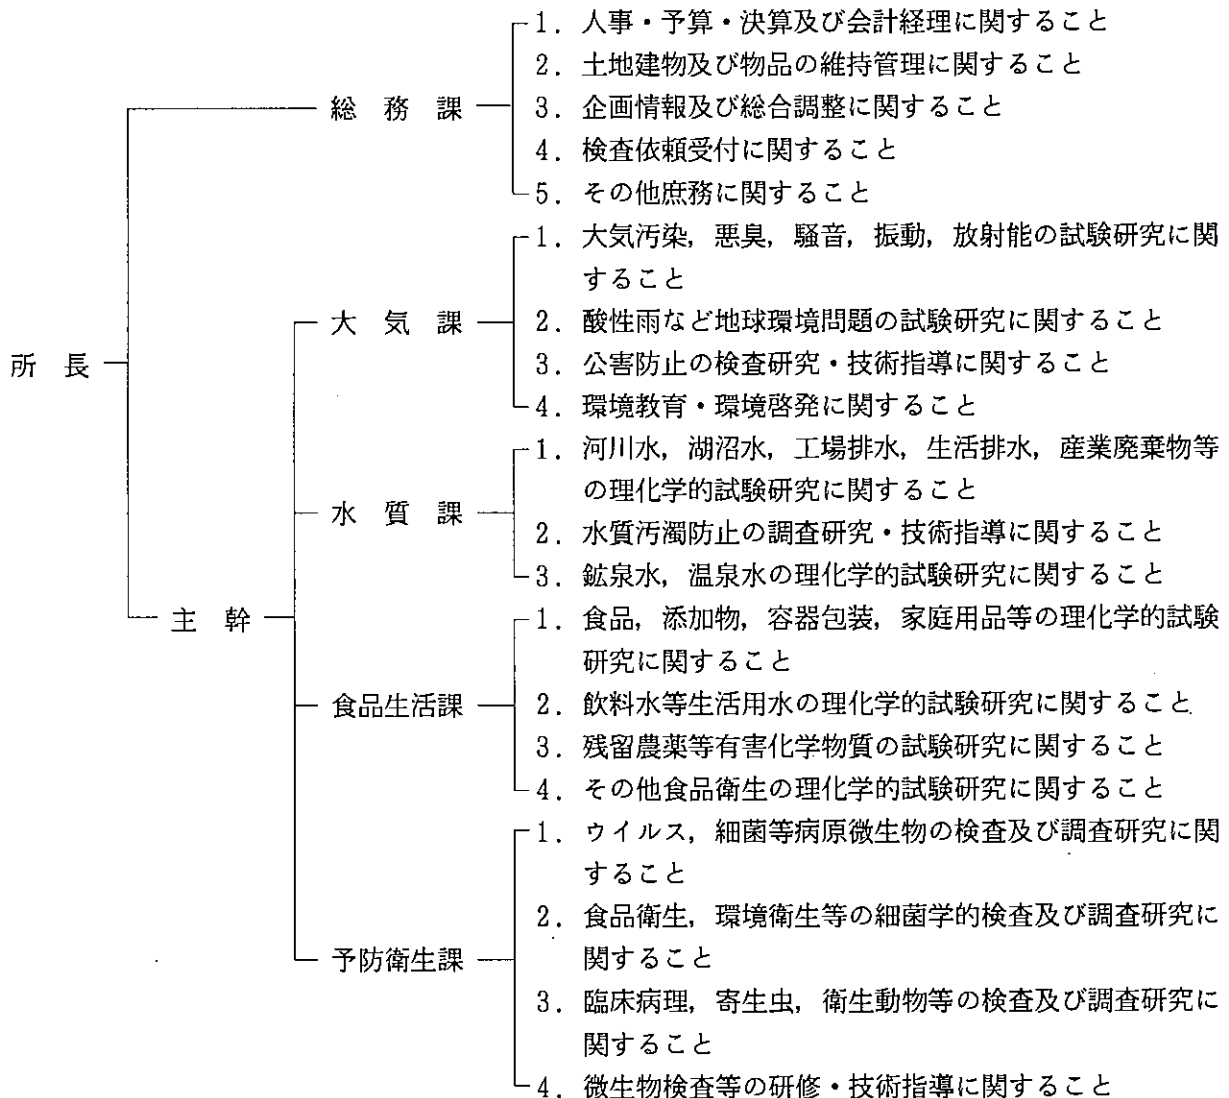 所長
総務課
1．人事・予算・決算及び会計経理に関すること
2．土地建物及び物品の維持管理に関すること
3．企画情報及び総合調整に関すること
4．検査依頼受付に関すること
5．その他庶務に関すること
主幹
大気課
1．大気汚染，悪臭，騒音，振動，放射能の試験研究に関
すること
2．酸性雨など地球環境問題の試験研究に関すること
3．公害防止の検査研究・技術指導に関すること
4．環境教育・環境啓発に関すること
水質課
1．河川水，湖沼水，工場排水，生活排水，産業廃棄物等
の理化学的試験研究に関すること
2．水質汚濁防止の調査研究・技術指導に関すること
3．鉱泉水，温泉水の理化学的試験研究に関すること
食品生活課
1．食品，添加物，容器包装，家庭用品等の理化学的試験
研究に関すること
2．飲料水等生活用水の理化学的試験研究に関すること
3．残留農薬等有害化学物質の試験研究に関すること
4．その他食品衛生の理化学的試験研究に関すること
予防衛生課
1．ウイルス，細菌等病原微生物の検査及び調査研究に関
すること
2．食品衛生，環境衛生等の細菌学的検査及び調査研究に
関すること
3．臨床病理，寄生虫，衛生動物等の検査及び調査研究に
関すること
4．微生物検査等の研修・技術指導に関すること